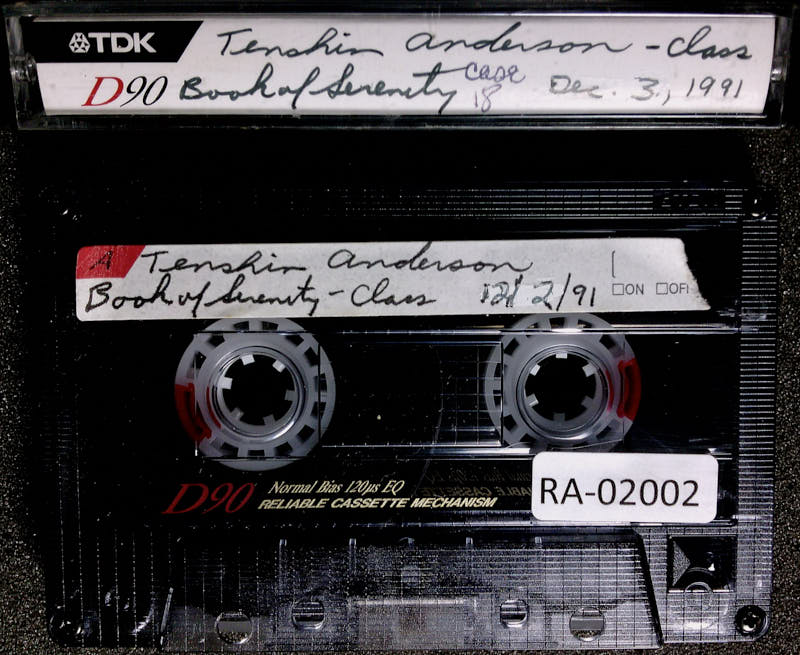 TDK Tenshin Anderson - Class
D90 Book of Serenity Case 18 Dec. 3, 1991
A Tenshin Anderson
Book of Serenity - Class 12/2/91 ☐ON ☐OF
D90 Normal Bias 120µs EQ
RELIABLE CASSETTE MECHANISM
RA-02002